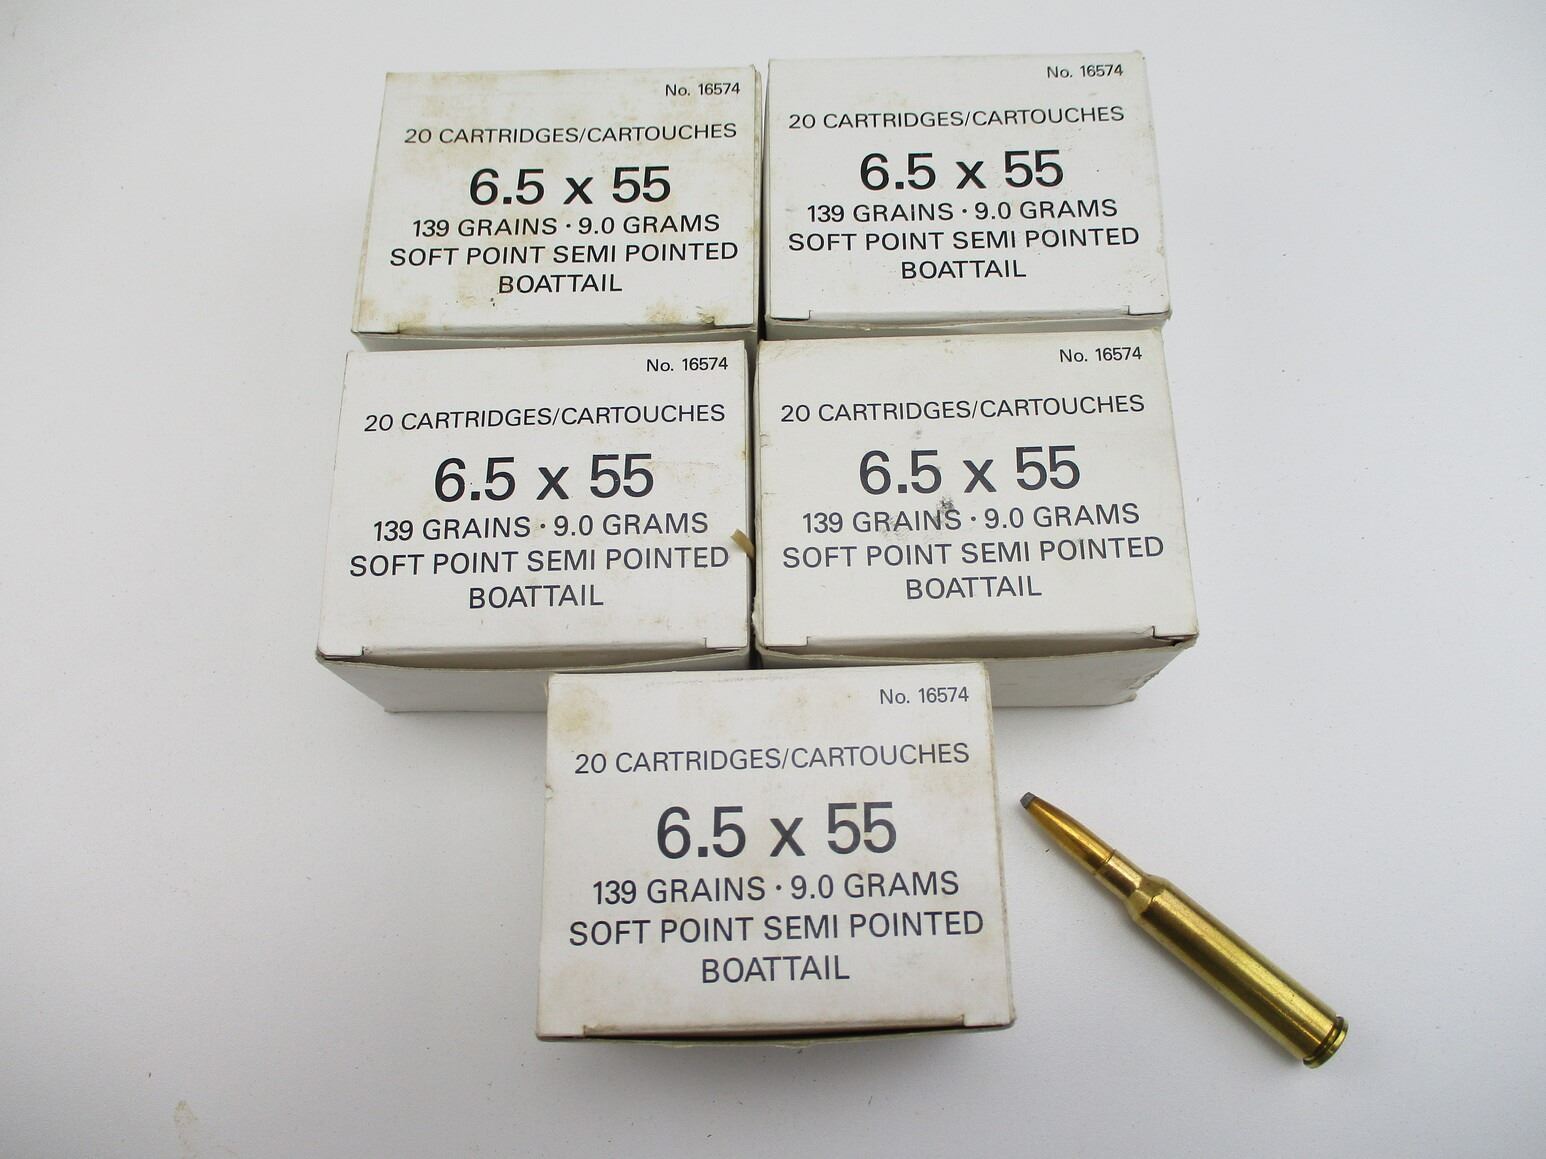 No. 16574
20 CARTRIDGES/CARTOUCHES
6.5 x 55
139 GRAINS · 9.0 GRAMS
SOFT POINT SEMI POINTED
BOATTAIL
No. 16574
20 CARTRIDGES/CARTOUCHES
6.5 x 55
139 GRAINS · 9.0 GRAMS
SOFT POINT SEMI POINTED
BOATTAIL
No. 16574
20 CARTRIDGES/CARTOUCHES
6.5 x 55
139 GRAINS · 9.0 GRAMS
SOFT POINT SEMI POINTED
BOATTAIL
No. 16574
20 CARTRIDGES/CARTOUCHES
6.5 x 55
139 GRAINS · 9.0 GRAMS
SOFT POINT SEMI POINTED
BOATTAIL
No. 16574
20 CARTRIDGES/CARTOUCHES
6.5 x 55
139 GRAINS · 9.0 GRAMS
SOFT POINT SEMI POINTED
BOATTAIL